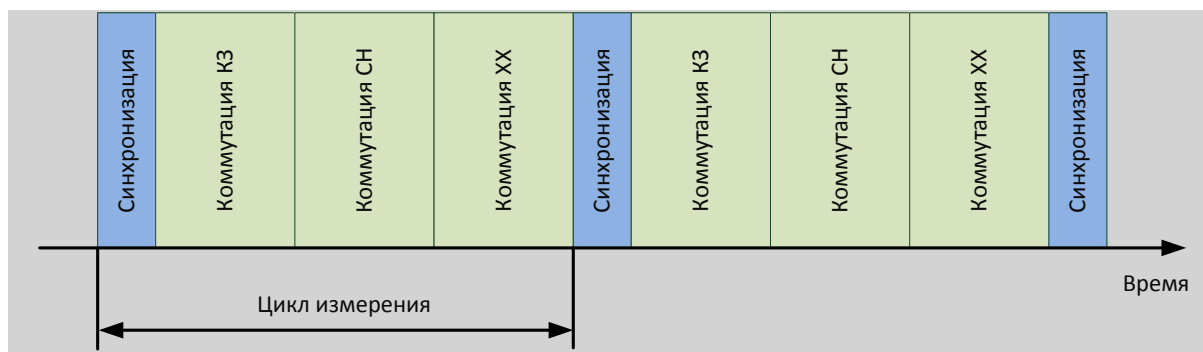 Синхронизация
Коммутация КЗ
Коммутация СН
Коммутация ХХ
Синхронизация
Коммутация КЗ
Коммутация СН
Коммутация ХХ
Синхронизация
Время
Цикл измерения